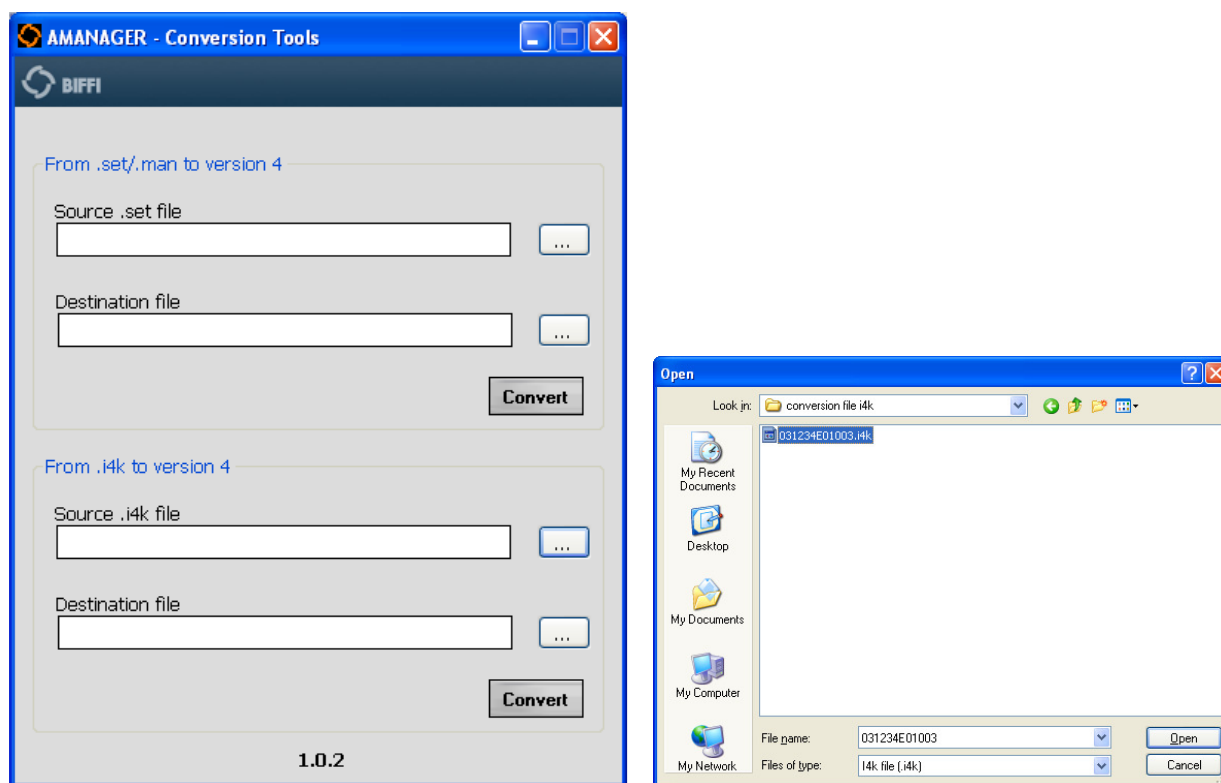 AMANAGER - Conversion Tools
BIFFI
From .set/.man to version 4
Source .set file
...
Destination file
...
Convert
From .i4k to version 4
Source .i4k file
...
Destination file
...
Convert
1.0.2
Open
Look in: conversion file i4k
031234E01003.i4k
My Recent
Documents
Desktop
My Documents
My Computer
My Network
File name: 031234E01003 Open
Files of type: I4k file (.i4k) Cancel